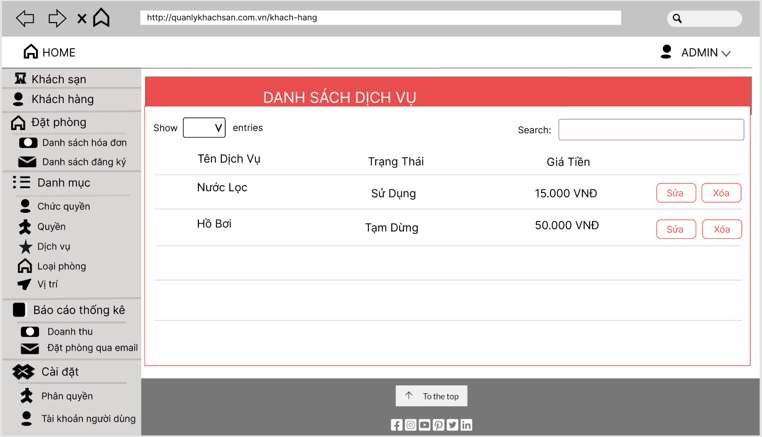 http://quanlykhachsan.com.vn/khach-hang
HOME
ADMIN
Khách sạn
Khách hàng
Đặt phòng
Danh sách hóa đơn
Danh sách đăng ký
Danh mục
Chức quyền
Quyền
Dịch vụ
Loại phòng
Vị trí
Báo cáo thống kê
Doanh thu
Đặt phòng qua email
Cài đặt
Phân quyền
Tài khoản người dùng
DANH SÁCH DỊCH VỤ
Show V entries
Search:
Tên Dịch Vụ Trạng Thái Giá Tiền
Nước Lọc Sử Dụng 15.000 VNĐ Sửa Xóa
Hồ Bơi Tạm Dừng 50.000 VNĐ Sửa Xóa
To the top